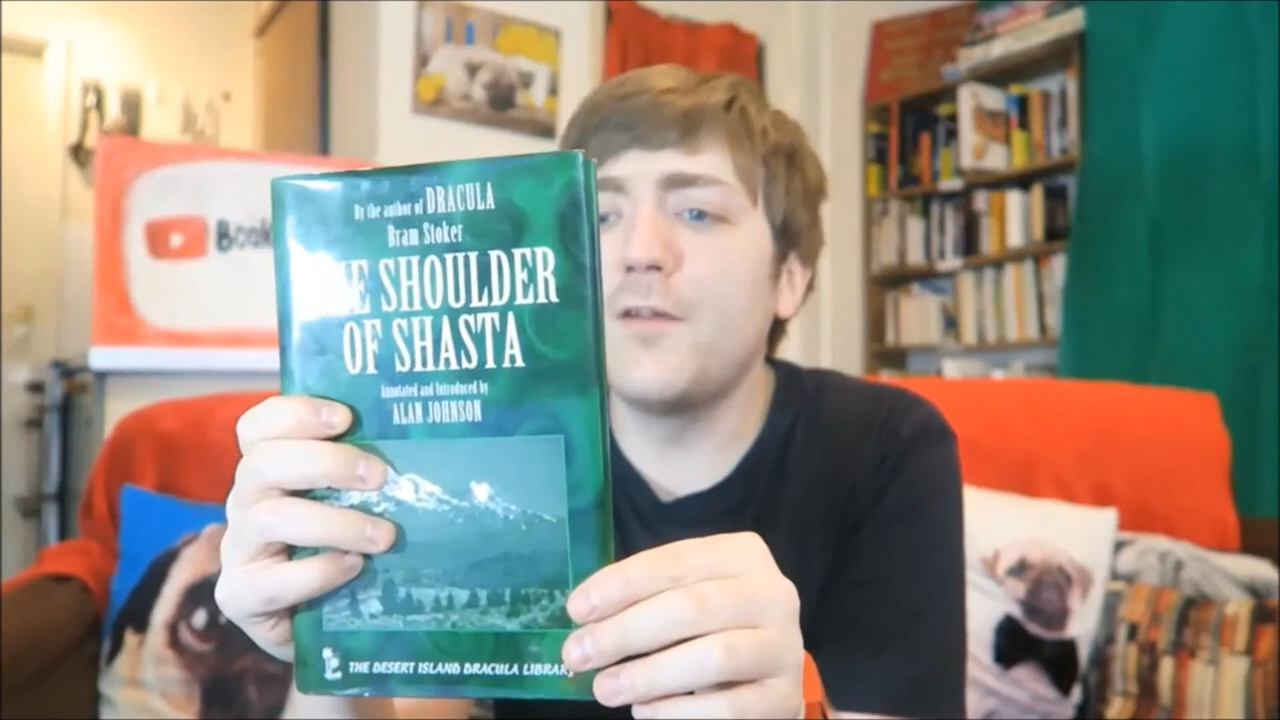 By the author of DRACULA
Bram Stoker
SHOULDER
OF SHASTA
Annotated and Introduced by
ALAN JOHNSON
THE DESERT ISLAND DRACULA LIBRARY
Book